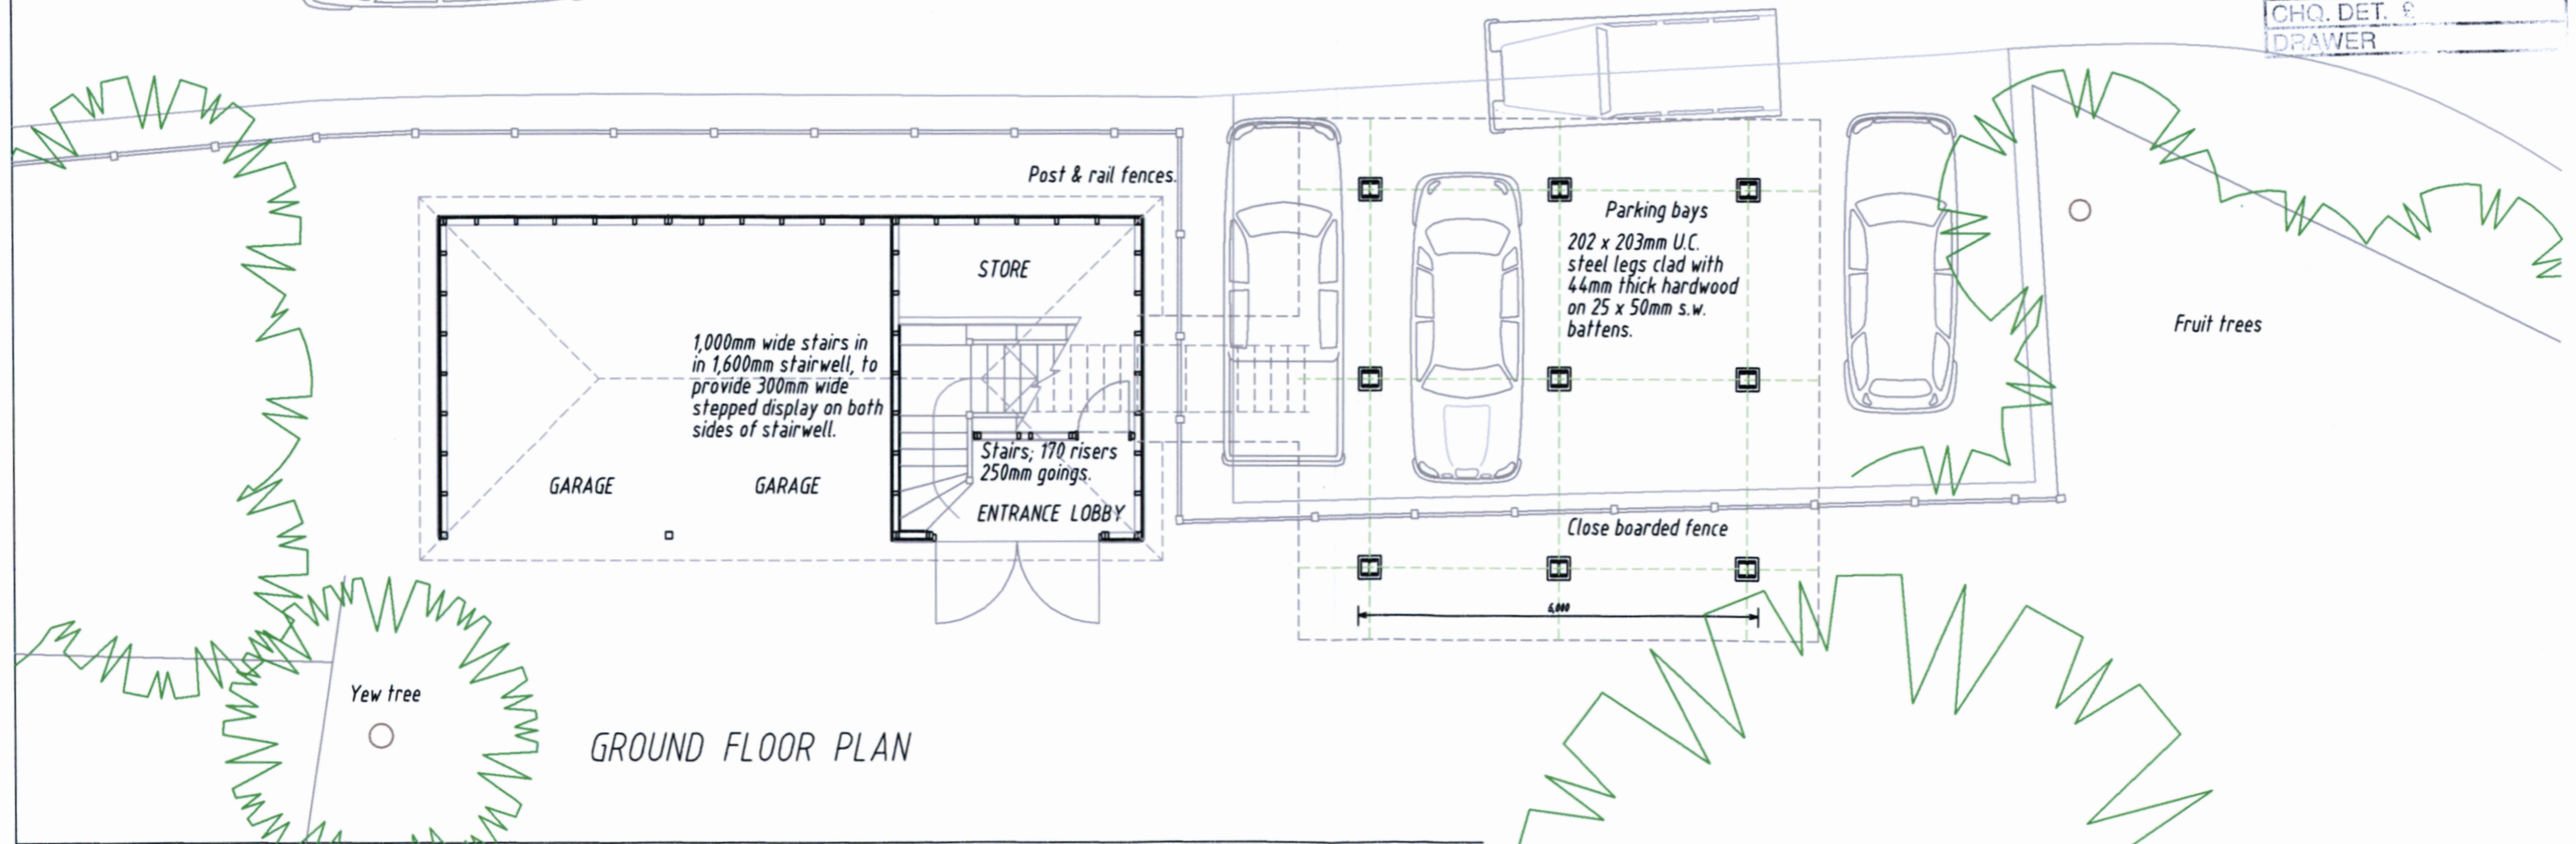 CHQ. DET. £
DRAWER
Post & rail fences.
Parking bays
202 x 203mm U.C.
steel legs clad with
44mm thick hardwood
on 25 x 50mm s.w.
battens.
STORE
Fruit trees
1,000mm wide stairs in
in 1,600mm stairwell, to
provide 300mm wide
stepped display on both
sides of stairwell.
Stairs; 170 risers
250mm goings.
GARAGE
GARAGE
ENTRANCE LOBBY
Close boarded fence
6,000
Yew tree
GROUND FLOOR PLAN